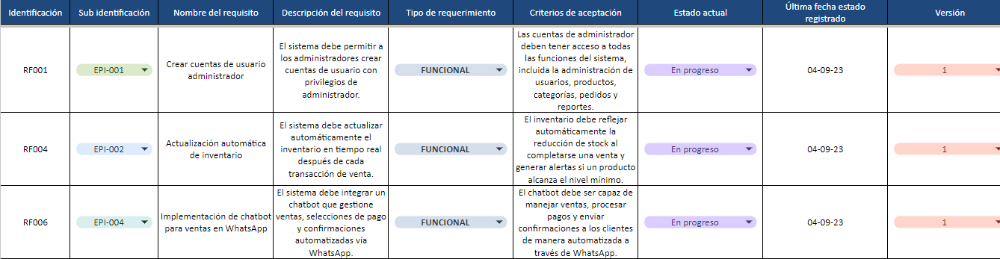 Identificación
Sub identificación
Nombre del requisito
Descripción del requisito
Tipo de requerimiento
Criterios de aceptación
Estado actual
Última fecha estado
registrado
Versión
RF001
EPI-001
Crear cuentas de usuario
administrador
El sistema debe permitir a
los administradores crear
cuentas de usuario con
privilegios de
administrador.
FUNCIONAL
Las cuentas de administrador
deben tener acceso a todas
las funciones del sistema,
incluida la administración de
usuarios, productos,
categorías, pedidos y
reportes.
En progreso
04-09-23
1
RF004
EPI-002
Actualización automática
de inventario
El sistema debe actualizar
automáticamente el
inventario en tiempo real
después de cada
transacción de venta.
FUNCIONAL
El inventario debe reflejar
automáticamente la
reducción de stock al
completarse una venta y
generar alertas si un producto
alcanza el nivel mínimo.
En progreso
04-09-23
1
RF006
EPI-004
Implementación de chatbot
para ventas en WhatsApp
El sistema debe integrar un
chatbot que gestione
ventas, selecciones de pago
y confirmaciones
automatizadas vía
WhatsApp.
FUNCIONAL
El chatbot debe ser capaz de
manejar ventas, procesar
pagos y enviar
confirmaciones a los clientes
de manera automatizada a
través de WhatsApp.
En progreso
04-09-23
1